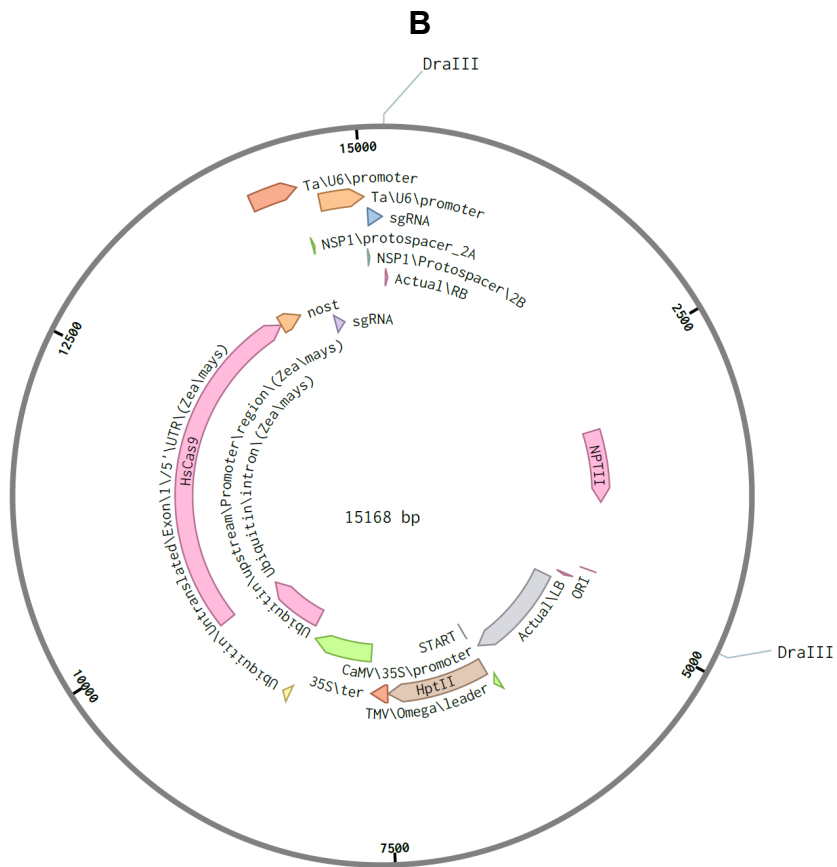 B
DraIII
15000
Ta\U6\promoter
Ta\U6\promoter
sgRNA
NSP1\protospacer_2A
NSP1\Protospacer\2B
Actual\RB
nost
sgRNA
2500
12500
Ubiquitin\Untranslated\Exon\1\/5'\UTR\(Zea\mays)
HsCas9
Ubiquitin\upstream\Promoter\region\(Zea\mays)
Ubiquitin\intron\(Zea\mays)
NPTII
15168 bp
ORI
Actual\LB
START
CaMV\35S\promoter
DraIII
5000
10000
35S\ter
HptII
TMV\Omega\leader
7500